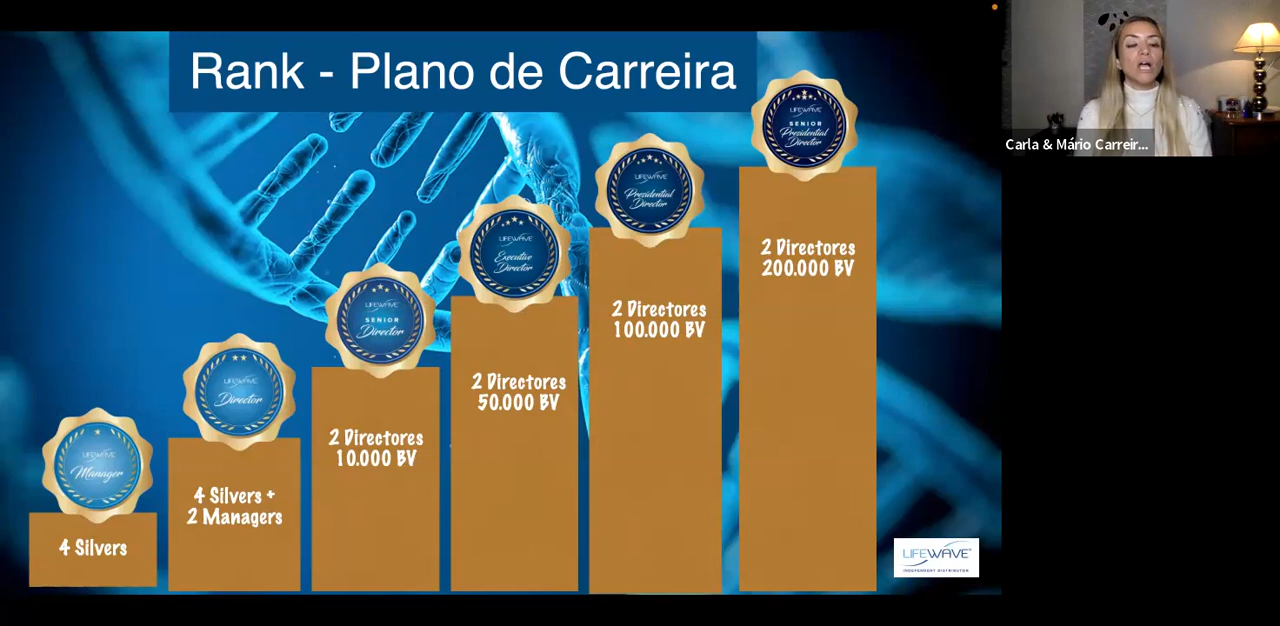 Rank - Plano de Carreira
Carla & Mário Carreir...
LIFEWAVE
SENIOR
Presidential
Director
2 Directores
200.000 BV
LIFEWAVE
Presidential
Director
2 Directores
100.000 BV
LIFEWAVE
Executive
Director
2 Directores
50.000 BV
LIFEWAVE
SENIOR
Director
2 Directores
10.000 BV
LIFEWAVE
Director
4 Silvers +
2 Managers
LIFEWAVE
Manager
4 Silvers
LIFEWAVE®
INDEPENDENT DISTRIBUTOR